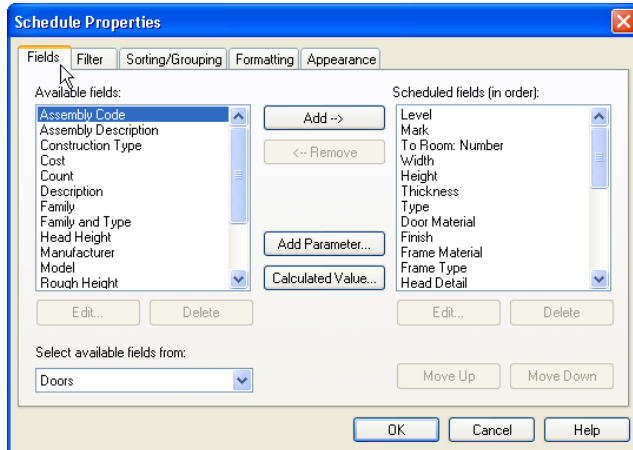 Schedule Properties
Fields Filter Sorting/Grouping Formatting Appearance
Available fields:
Assembly Code
Assembly Description
Construction Type
Cost
Count
Description
Family
Family and Type
Head Height
Manufacturer
Model
Rough Height
Add -->
<-- Remove
Add Parameter...
Calculated Value...
Scheduled fields (in order):
Level
Mark
To Room: Number
Width
Height
Thickness
Type
Door Material
Finish
Frame Material
Frame Type
Head Detail
Edit... Delete
Edit... Delete
Select available fields from:
Doors
Move Up Move Down
OK Cancel Help